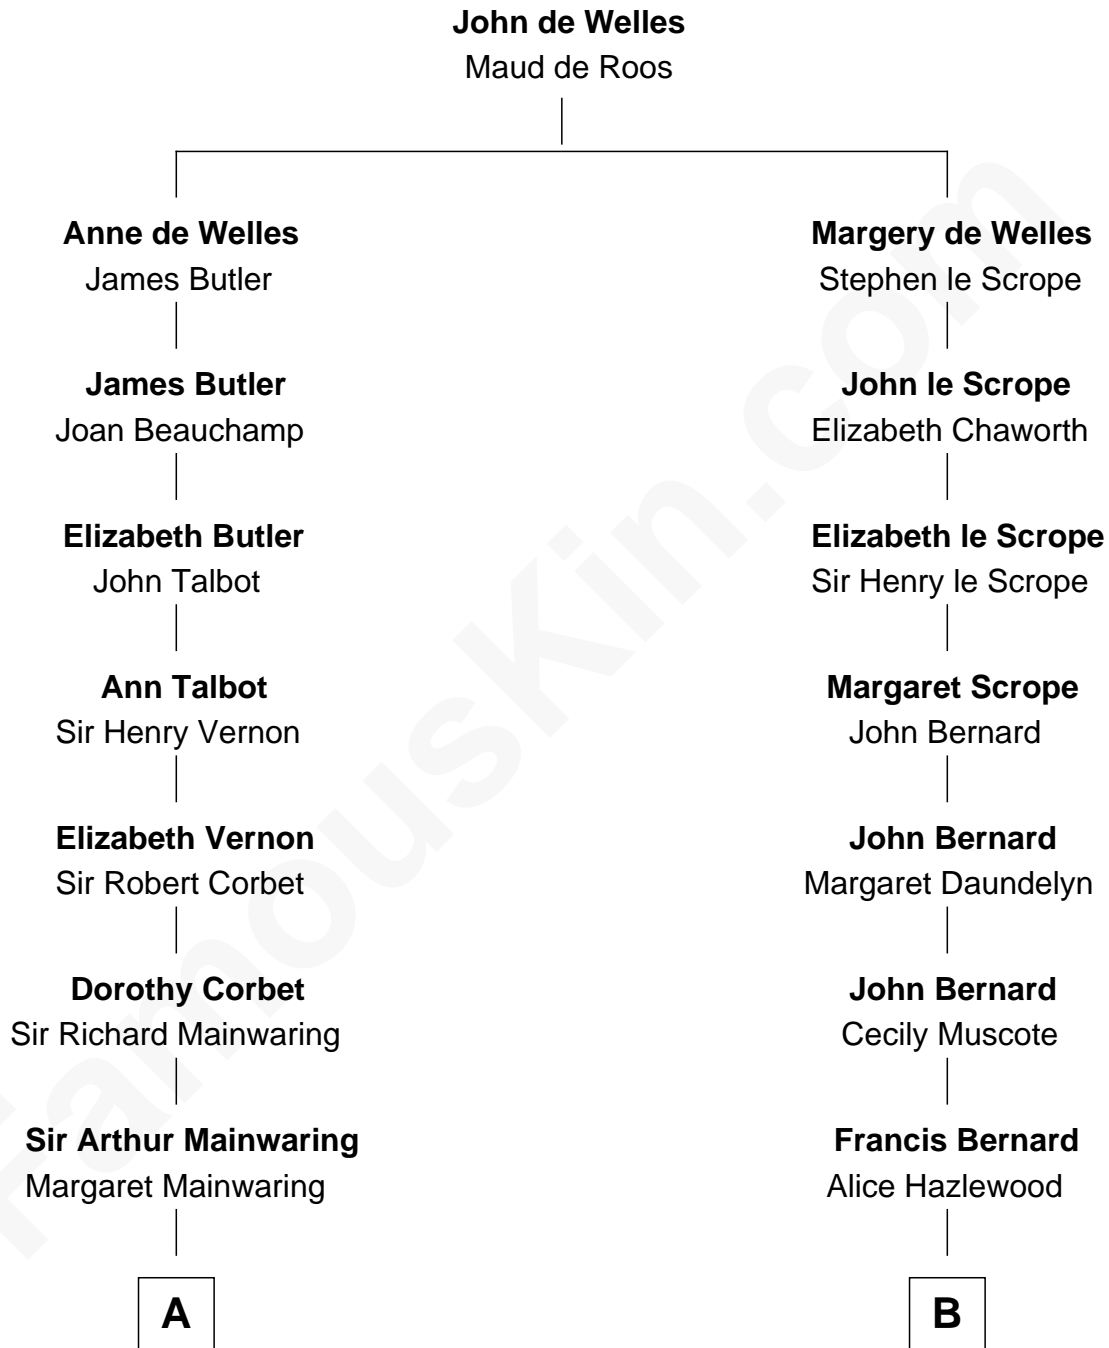 John de Welles
Maud de Roos
Anne de Welles
James Butler
James Butler
Joan Beauchamp
Elizabeth Butler
John Talbot
Ann Talbot
Sir Henry Vernon
Elizabeth Vernon
Sir Robert Corbet
Dorothy Corbet
Sir Richard Mainwaring
Sir Arthur Mainwaring
Margaret Mainwaring
A
Margery de Welles
Stephen le Scrope
John le Scrope
Elizabeth Chaworth
Elizabeth le Scrope
Sir Henry le Scrope
Margaret Scrope
John Bernard
John Bernard
Margaret Daundelyn
John Bernard
Cecily Muscote
Francis Bernard
Alice Hazlewood
B
FamousKin.com